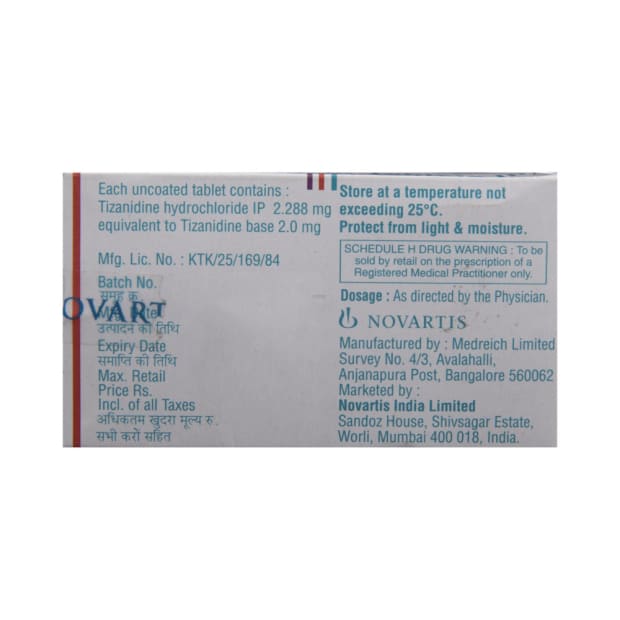 Each uncoated tablet contains :
Tizanidine hydrochloride IP 2.288 mg
equivalent to Tizanidine base 2.0 mg
Mfg. Lic. No. : KTK/25/169/84
Batch No.
समूह क्र.
OVART
उत्पादन की तिथि
Expiry Date
समाप्ति की तिथि
Max. Retail
Price Rs.
Incl. of all Taxes
अधिकतम खुदरा मूल्य रु.
सभी करों सहित
Store at a temperature not
exceeding 25°C.
Protect from light & moisture.
SCHEDULE H DRUG WARNING : To be
sold by retail on the prescription of a
Registered Medical Practitioner only.
Dosage : As directed by the Physician.
NOVARTIS
Manufactured by : Medreich Limited
Survey No. 4/3, Avalahalli,
Anjanapura Post, Bangalore 560062
Marketed by :
Novartis India Limited
Sandoz House, Shivsagar Estate,
Worli, Mumbai 400 018, India.